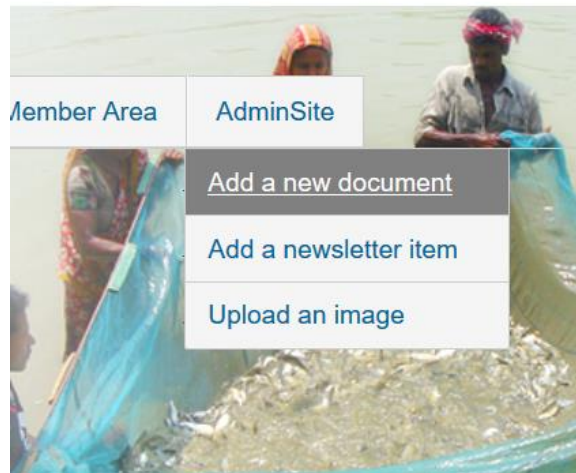 Member Area
AdminSite
Add a new document
Add a newsletter item
Upload an image